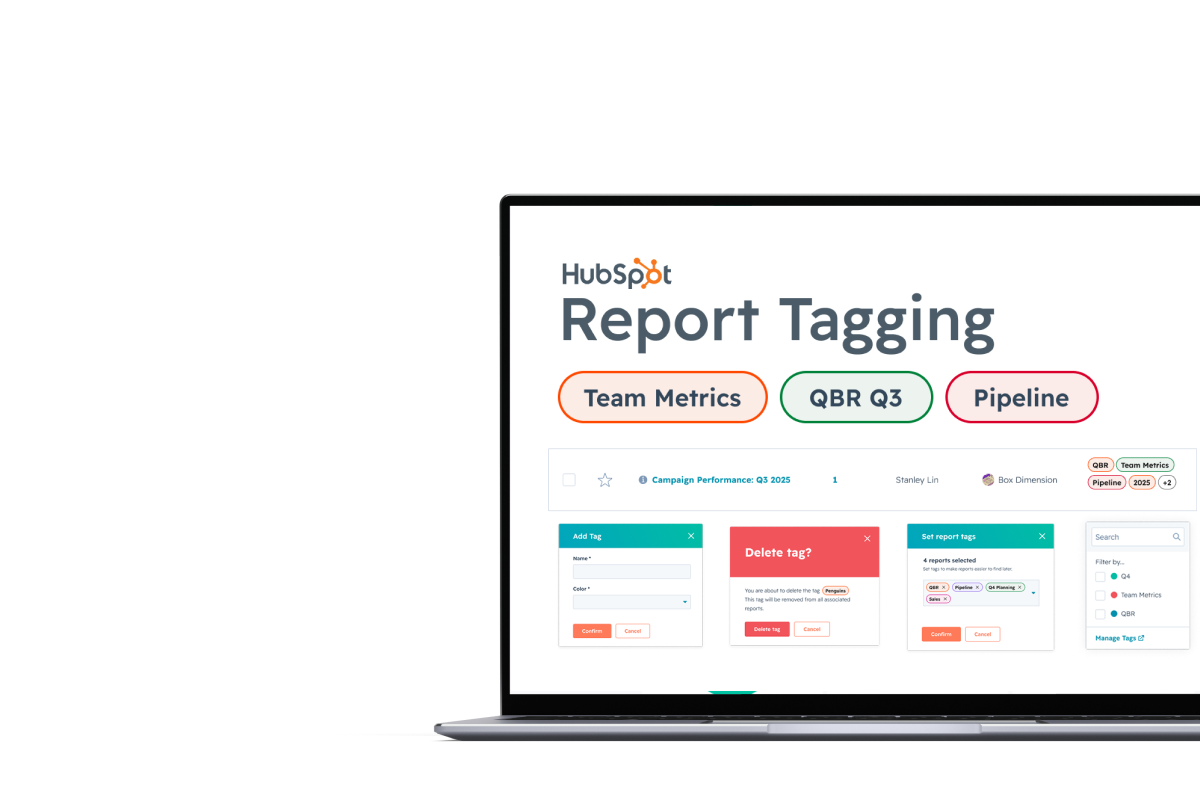 HubSpot
Report Tagging
Team Metrics QBR Q3 Pipeline
Campaign Performance: Q3 2025 1 Stanley Lin Box Dimension
QBR Team Metrics
Pipeline 2025 +2
Add Tag
Name *
Color *
Confirm Cancel
Delete tag?
You are about to delete the tag Penguins
This tag will be removed from all associated
reports.
Delete tag Cancel
Set report tags
4 reports selected
Set tags to make reports easier to find later.
QBR Pipeline Q4 Planning
Sales
Confirm Cancel
Search
Filter by...
Q4
Team Metrics
QBR
Manage Tags